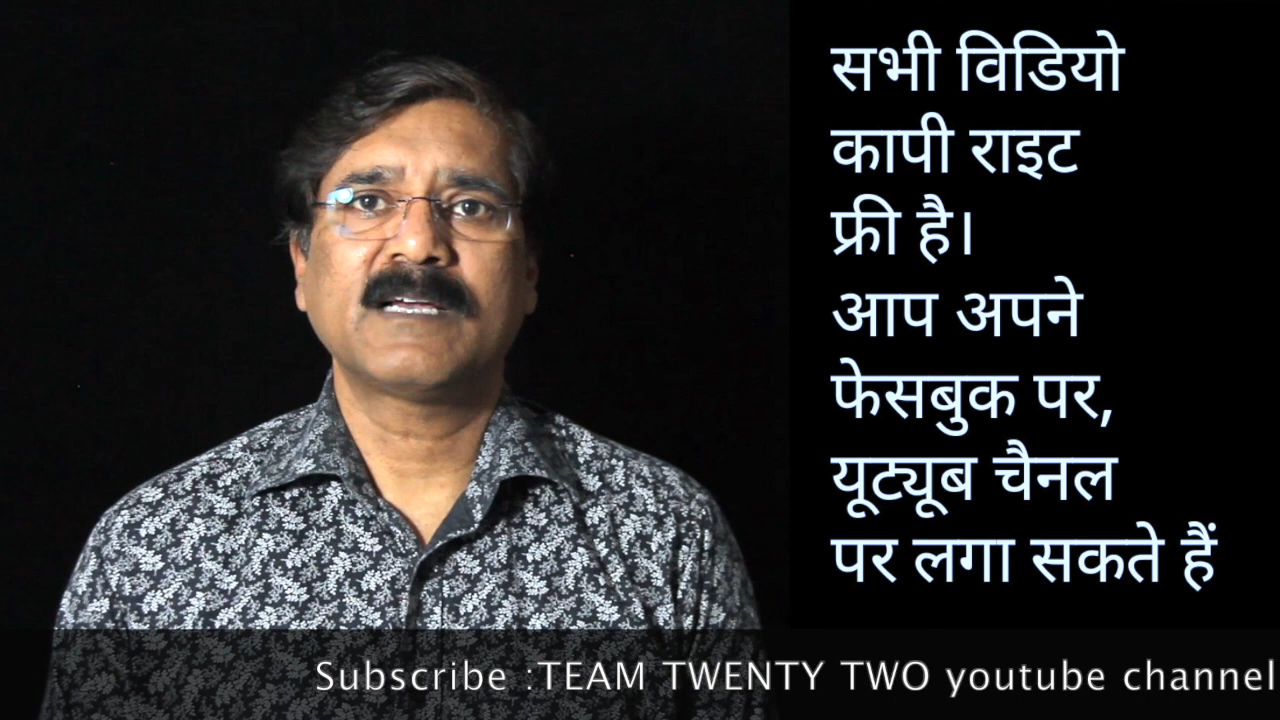 सभी विडियो
कापी राइट
फ्री है।
आप अपने
फेसबुक पर,
यूट्यूब चैनल
पर लगा सकते हैं
Subscribe :TEAM TWENTY TWO youtube channel